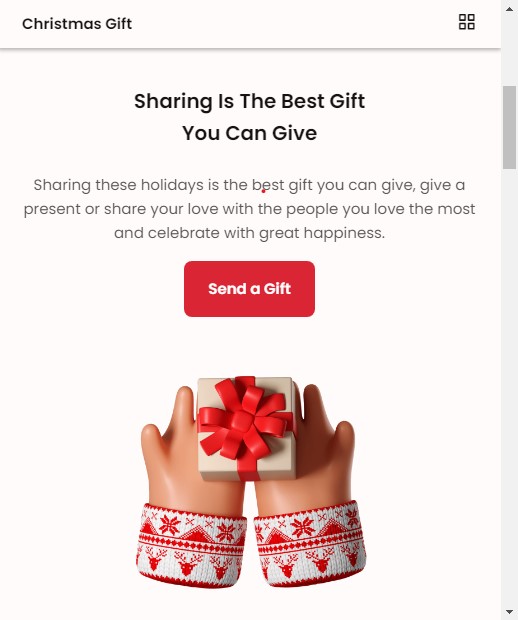 Christmas Gift
Sharing Is The Best Gift
You Can Give
Sharing these holidays is the best gift you can give, give a
present or share your love with the people you love the most
and celebrate with great happiness.
Send a Gift